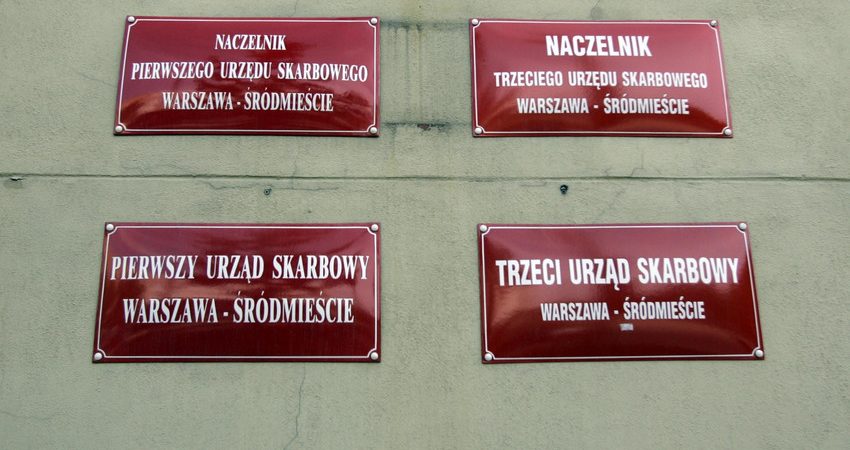 NACZELNIK
PIERWSZEGO URZĘDU SKARBOWEGO
WARSZAWA - ŚRÓDMIEŚCIE
NACZELNIK
TRZECIEGO URZĘDU SKARBOWEGO
WARSZAWA - ŚRÓDMIEŚCIE
PIERWSZY URZĄD SKARBOWY
WARSZAWA - ŚRÓDMIEŚCIE
TRZECI URZĄD SKARBOWY
WARSZAWA - ŚRÓDMIEŚCIE